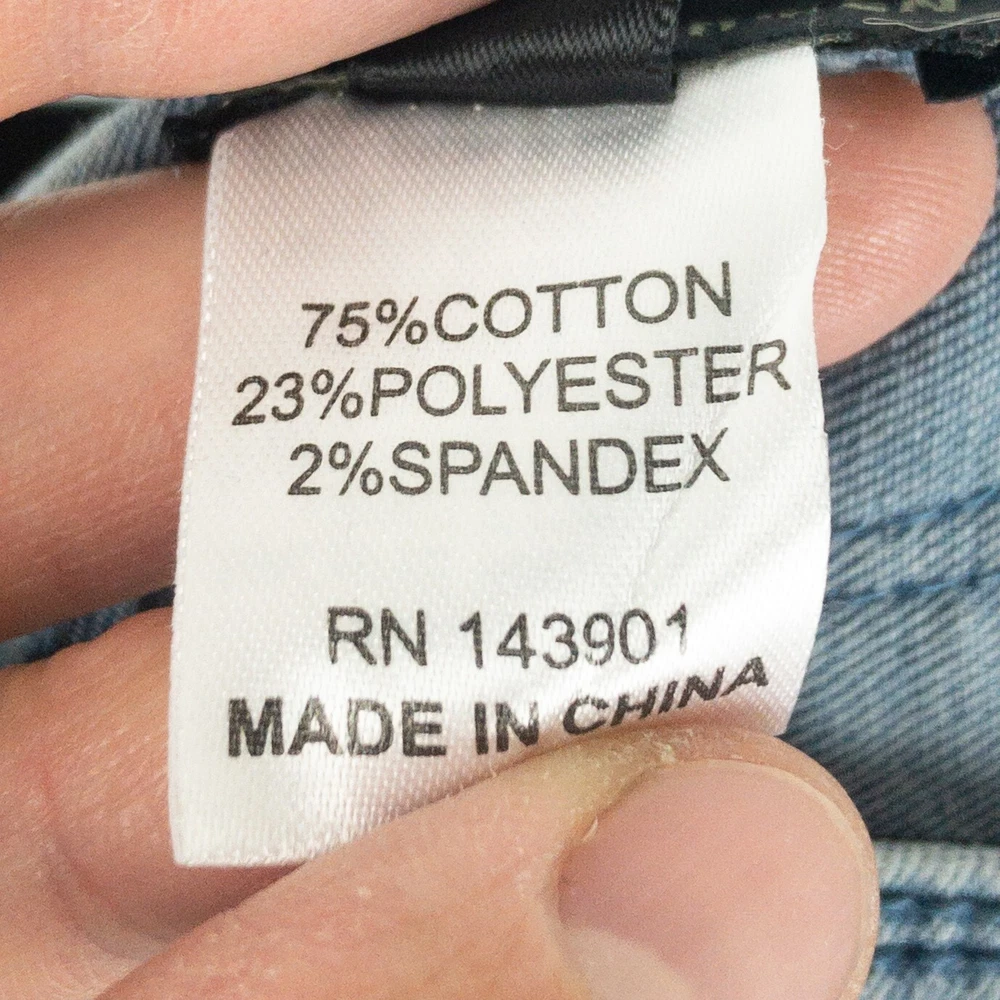 75%COTTON
23%POLYESTER
2%SPANDEX
RN 143901
MADE IN CHINA